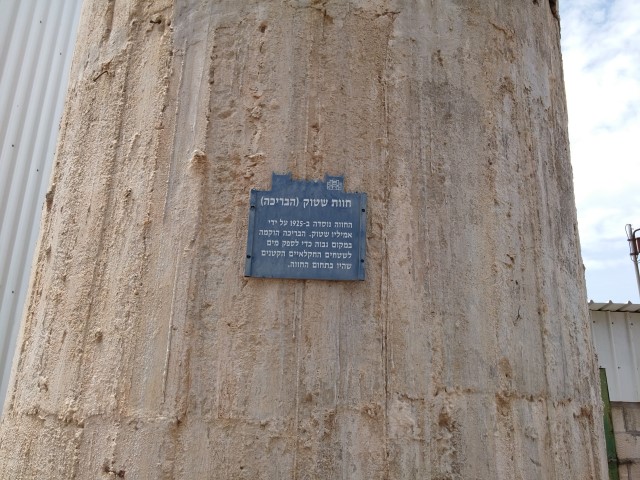 חוות שטוק (הבריכה)
החווה נוסדה ב-1925 על ידי
אמיליו שטוק. הבריכה הוקמה
במקום גבוה כדי לספק מים
לשטחים החקלאיים הקטנים
שהיו בתחום החווה.